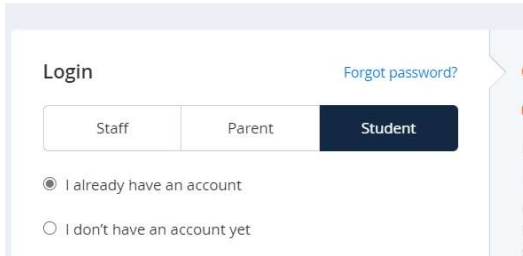 Login Forgot password?
Staff Parent Student
I already have an account
I don't have an account yet